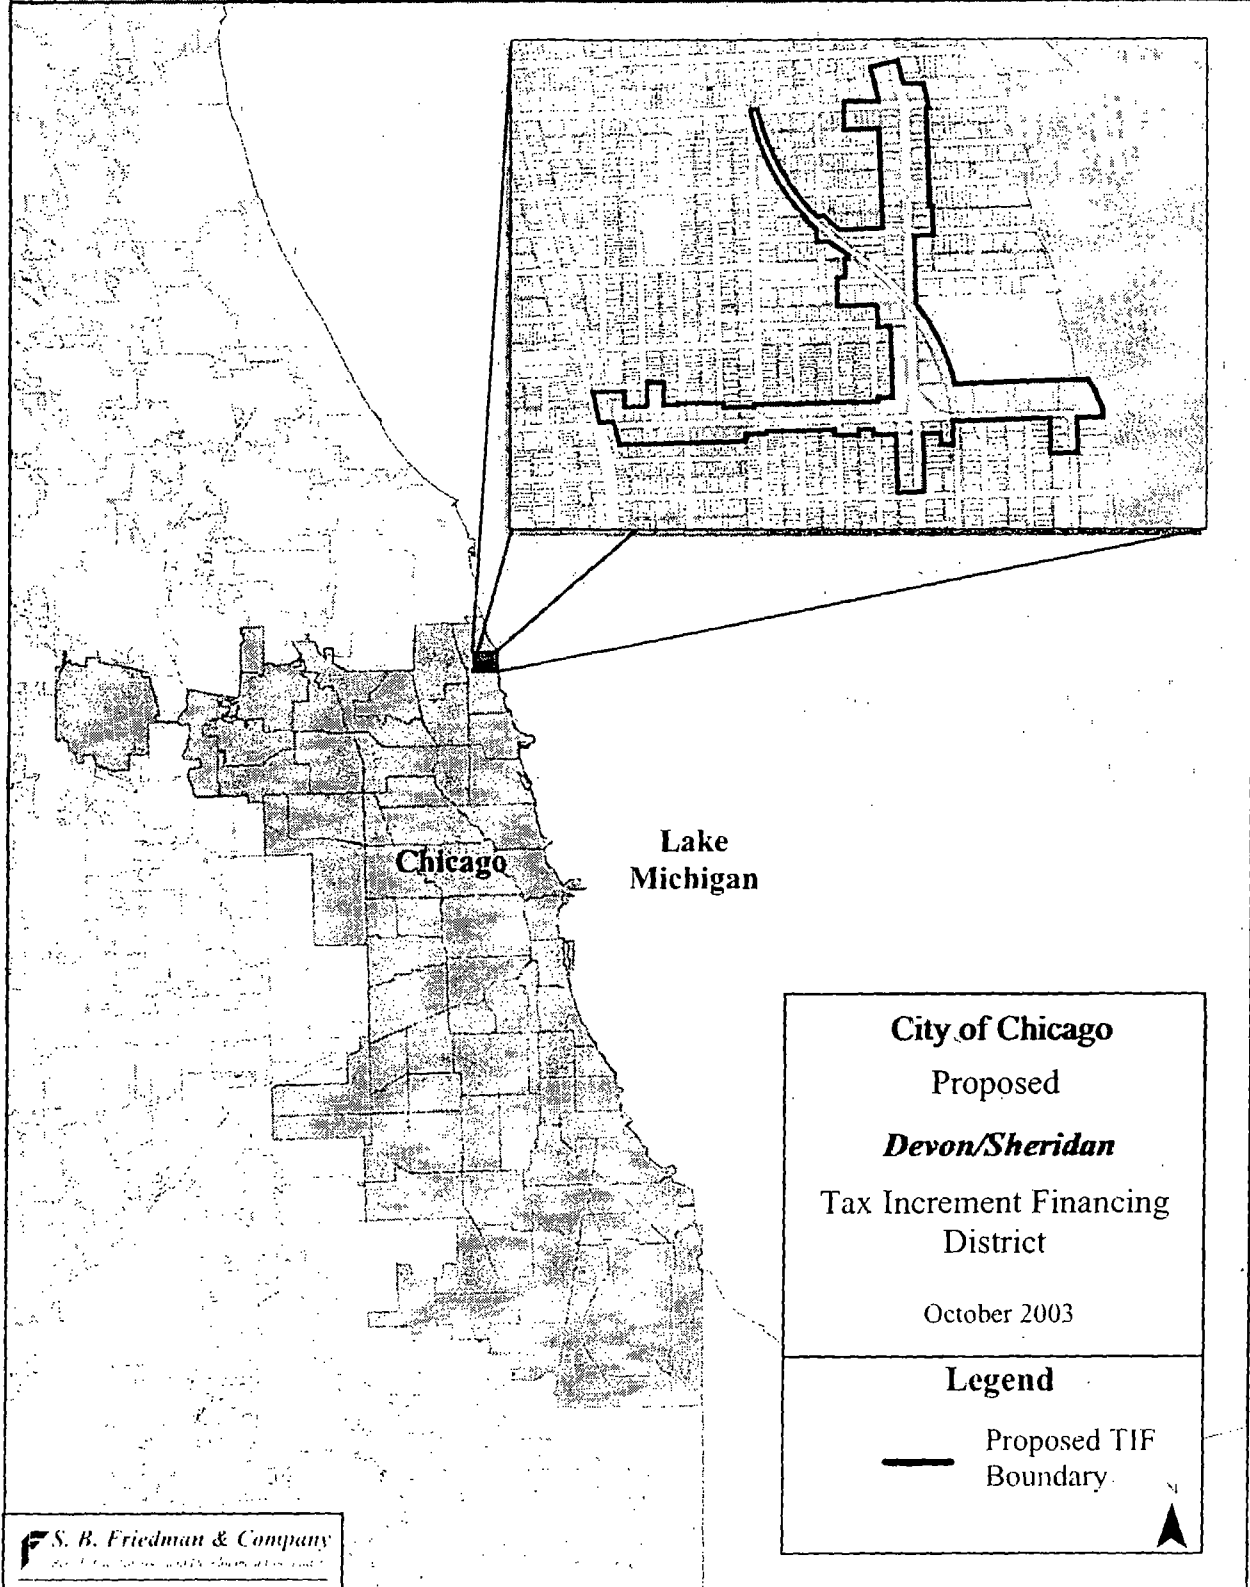 Chicago
Lake
Michigan
City of Chicago
Proposed
Devon/Sheridan
Tax Increment Financing
District
October 2003
Legend
Proposed TIF
Boundary
S. B. Friedman & Company